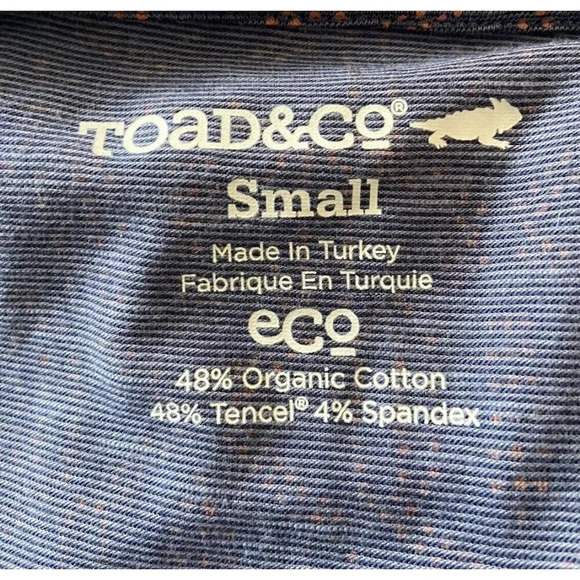 TOAD&CO®
Small
Made In Turkey
Fabrique En Turquie
eco
48% Organic Cotton
48% Tencel® 4% Spandex